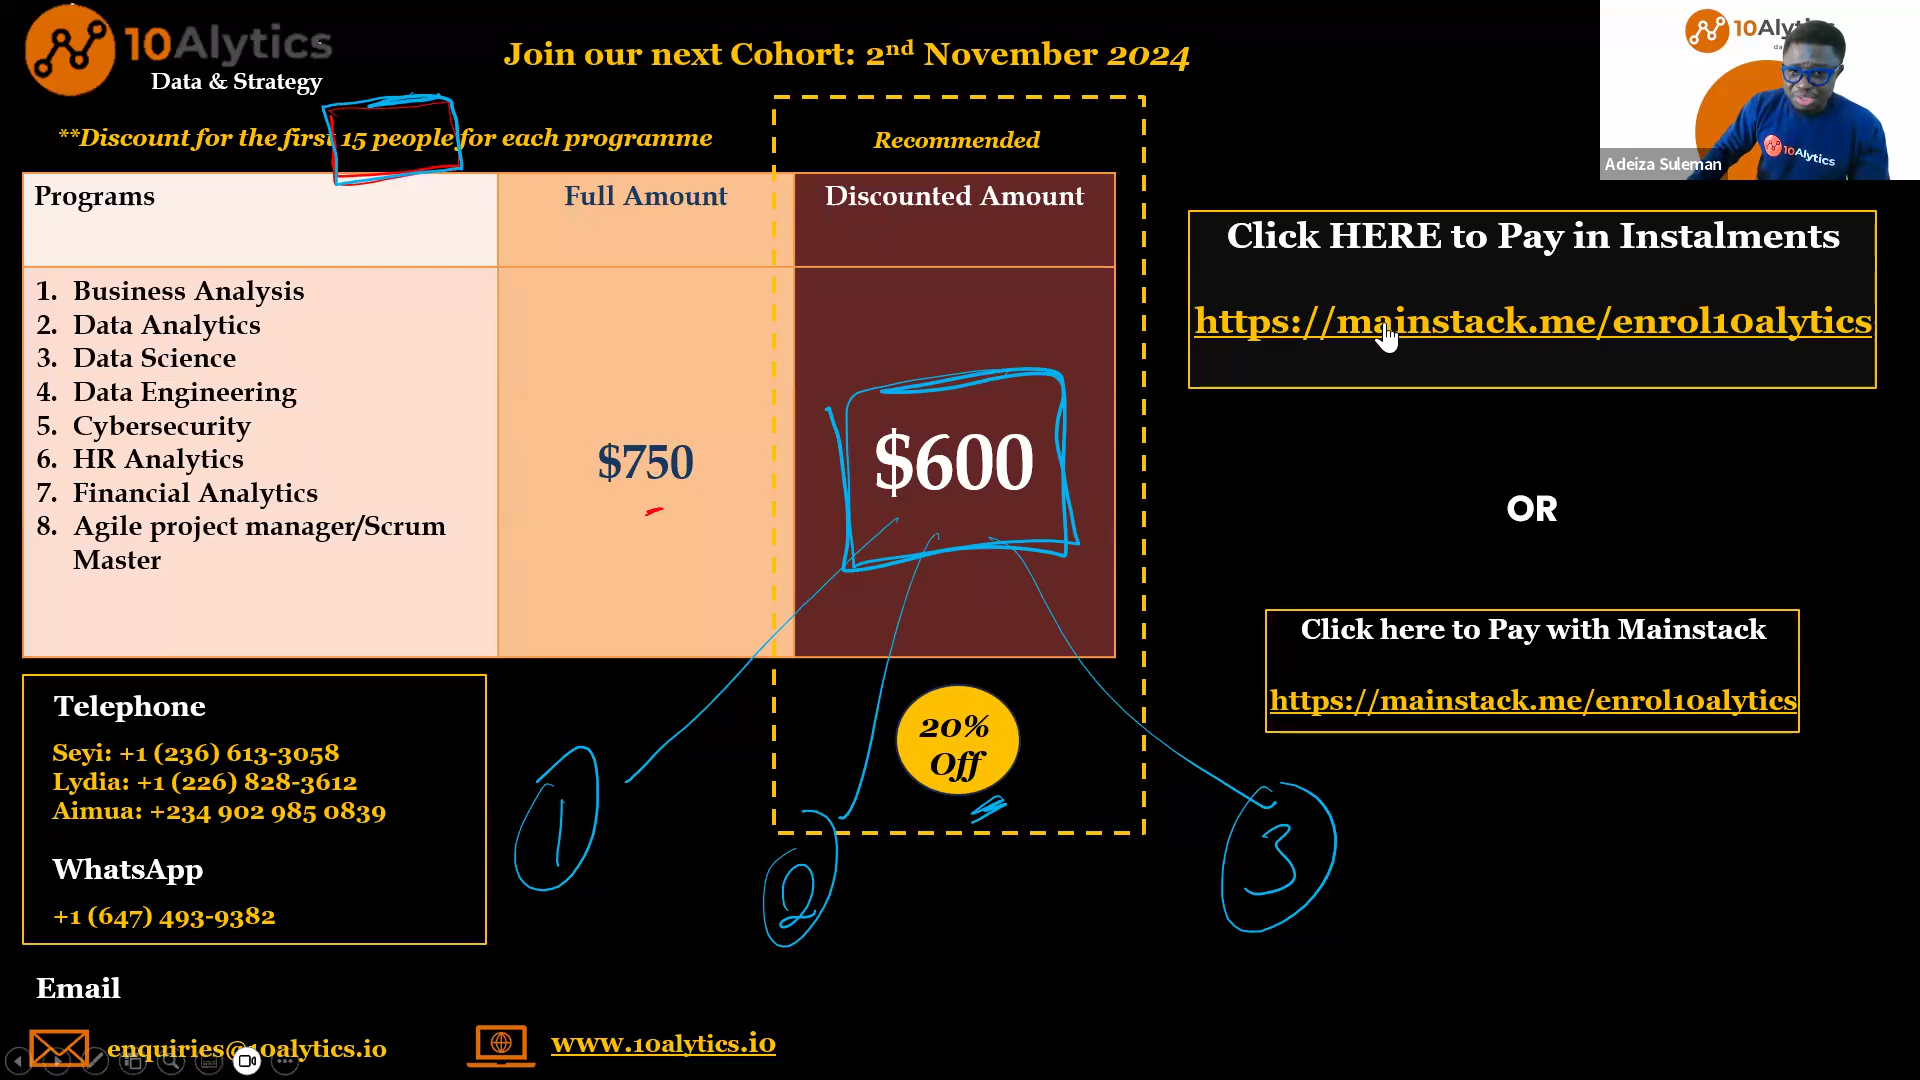 10Alytics
Data & Strategy
Join our next Cohort: 2nd November 2024
**Discount for the first 15 people for each programme
Recommended
Programs
Full Amount
Discounted Amount
1. Business Analysis
2. Data Analytics
3. Data Science
4. Data Engineering
5. Cybersecurity
6. HR Analytics
7. Financial Analytics
8. Agile project manager/Scrum
Master
$750
$600
20%
Off
1
2
3
Telephone
Seyi: +1 (236) 613-3058
Lydia: +1 (226) 828-3612
Aimua: +234 902 985 0839
WhatsApp
+1 (647) 493-9382
Email
enquiries@10alytics.io
www.10alytics.io
Adeiza Suleman
10Alytics
Click HERE to Pay in Instalments
https://mainstack.me/enrol10alytics
OR
Click here to Pay with Mainstack
https://mainstack.me/enrol10alytics